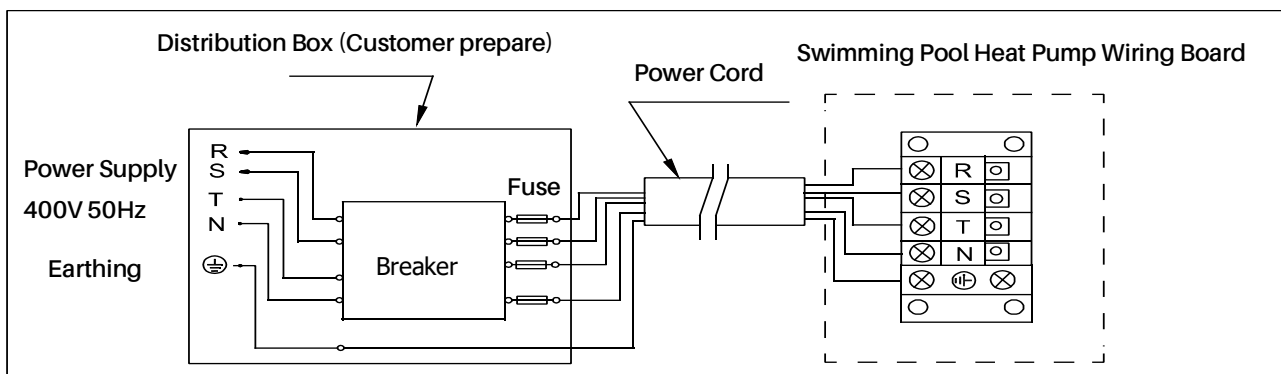 Distribution Box (Customer prepare)
Swimming Pool Heat Pump Wiring Board
Power Cord
Power Supply
400V 50Hz
Earthing
R
S
T
N
Breaker
Fuse
R
S
T
N